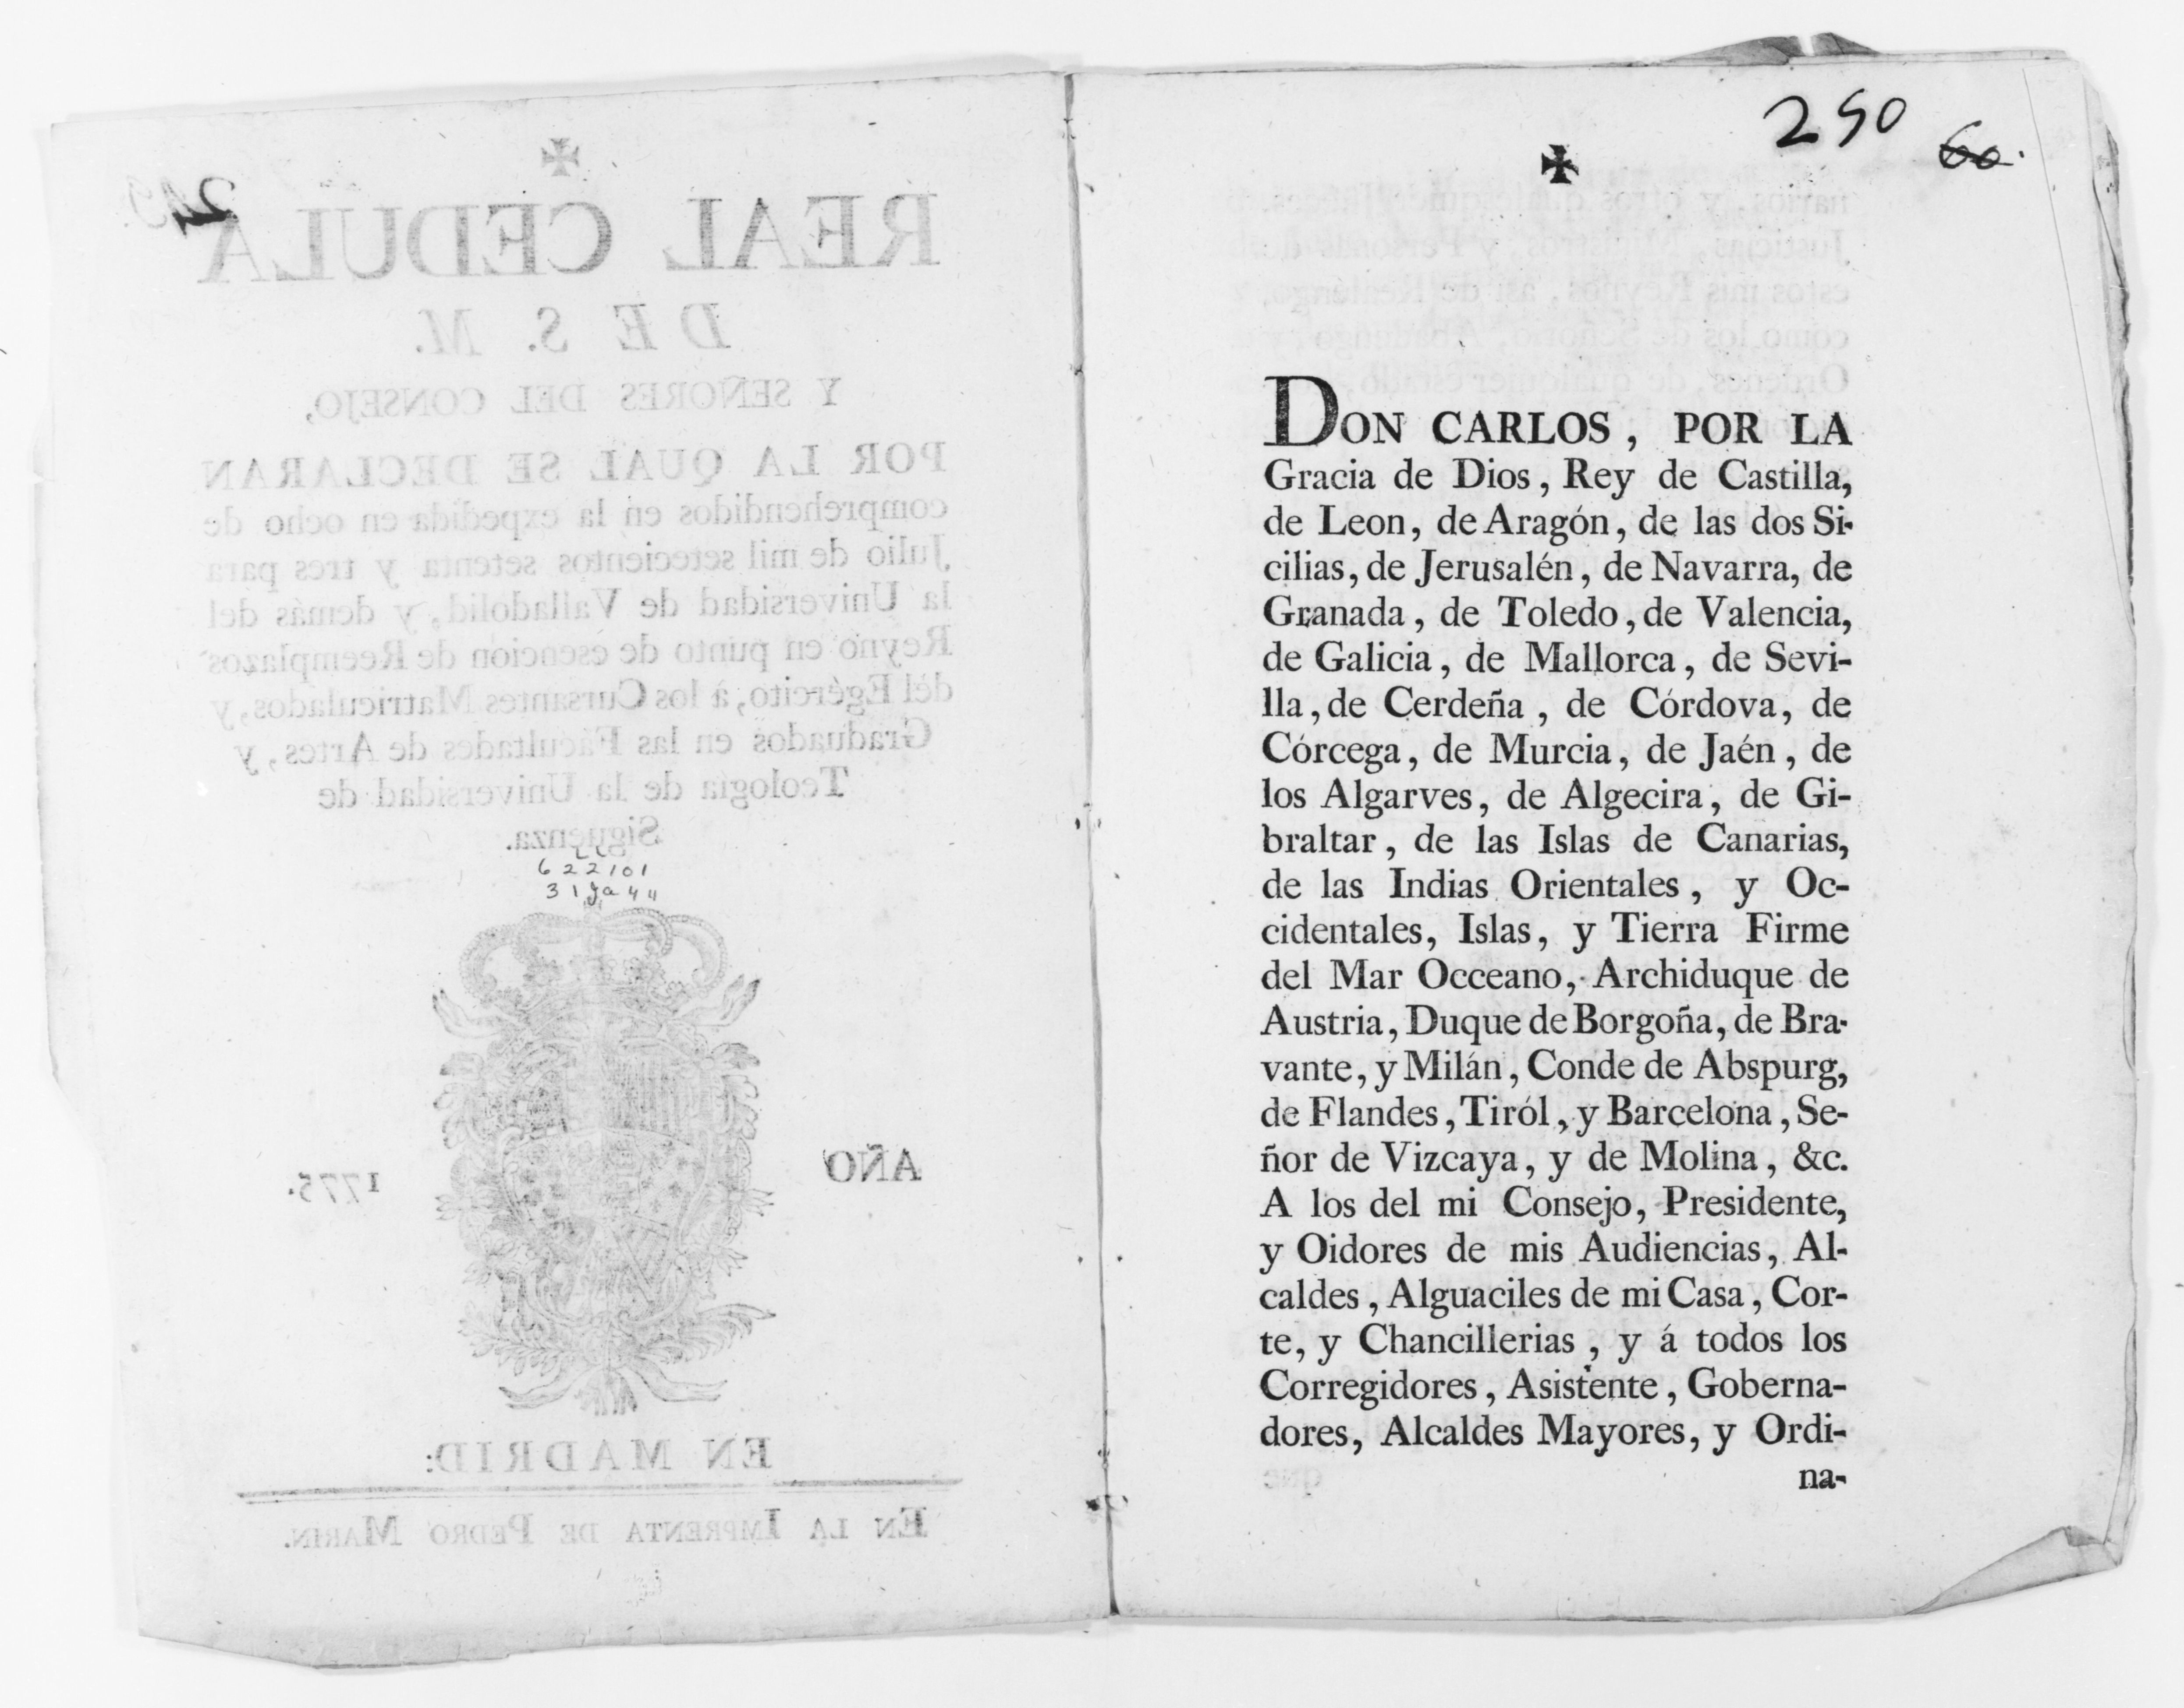 ✠
REAL CEDULA
DE S. M.
Y SEÑORES DEL CONSEJO,
POR LA QUAL SE DECLARAN
comprehendidos en la expedida en ocho de
Julio de mil setecientos setenta y tres para
la Universidad de Valladolid, y demás del
Reyno en punto de esencion de Reemplazos
del Egército, à los Cursantes Matriculados, y
Graduados en las Facultades de Artes, y
Teología de la Universidad de
Siguenza.
622101
31 Ja 44
AÑO 1775.
EN MADRID:
EN LA IMPRENTA DE PEDRO MARIN.
250
60.
✠
DON CARLOS, POR LA
Gracia de Dios, Rey de Castilla,
de Leon, de Aragón, de las dos Si-
cilias, de Jerusalén, de Navarra, de
Granada, de Toledo, de Valencia,
de Galicia, de Mallorca, de Sevi-
lla, de Cerdeña, de Córdova, de
Córcega, de Murcia, de Jaén, de
los Algarves, de Algecira, de Gi-
braltar, de las Islas de Canarias,
de las Indias Orientales, y Oc-
cidentales, Islas, y Tierra Firme
del Mar Occeano, Archiduque de
Austria, Duque de Borgoña, de Bra-
vante, y Milán, Conde de Abspurg,
de Flandes, Tiról, y Barcelona, Se-
ñor de Vizcaya, y de Molina, &c.
A los del mi Consejo, Presidente,
y Oidores de mis Audiencias, Al-
caldes, Alguaciles de mi Casa, Cor-
te, y Chancillerias, y á todos los
Corregidores, Asistente, Goberna-
dores, Alcaldes Mayores, y Ordi-
na-